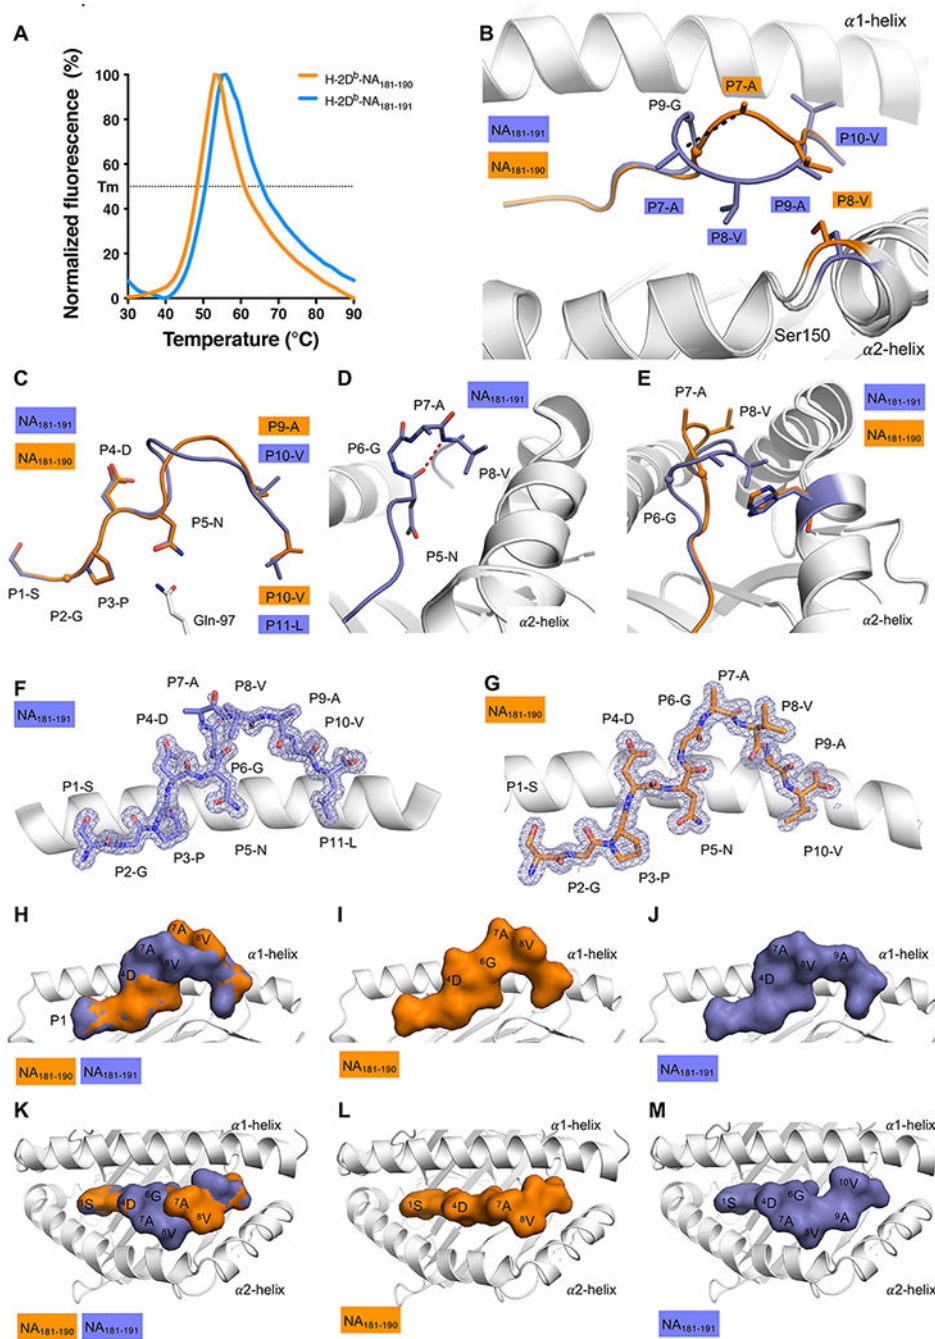 A
Normalized fluorescence (%)
100
80
60
Tm
40
20
0
30
40
50
60
70
80
90
Temperature (°C)
H-2Dᵇ-NA₁₈₁₋₁₉₀
H-2Dᵇ-NA₁₈₁₋₁₉₁
B
α1-helix
P7-A
P9-G
NA₁₈₁₋₁₉₁
P10-V
NA₁₈₁₋₁₉₀
P7-A
P9-A
P8-V
P8-V
Ser150
α2-helix
C
NA₁₈₁₋₁₉₁
NA₁₈₁₋₁₉₀
P4-D
P9-A
P10-V
P5-N
P1-S
P2-G
P3-P
Gln-97
P10-V
P11-L
D
P7-A
NA₁₈₁₋₁₉₁
P6-G
P8-V
P5-N
α2-helix
E
P7-A
P8-V
NA₁₈₁₋₁₉₁
NA₁₈₁₋₁₉₀
P6-G
α2-helix
F
NA₁₈₁₋₁₉₁
P7-A
P8-V
P9-A
P4-D
P10-V
P6-G
P1-S
P2-G
P3-P
P5-N
P11-L
G
NA₁₈₁₋₁₉₀
P7-A
P6-G
P8-V
P4-D
P9-A
P1-S
P5-N
P2-G
P3-P
P10-V
H
⁷A
⁷A
⁸V
⁸V
⁴D
α1-helix
P1
NA₁₈₁₋₁₉₀
NA₁₈₁₋₁₉₁
I
⁷A
⁸V
⁶G
⁴D
α1-helix
NA₁₈₁₋₁₉₀
J
⁷A
⁸V
⁹A
⁴D
α1-helix
NA₁₈₁₋₁₉₁
K
α1-helix
¹S
⁴D
⁶G
⁷A
⁷A
⁸V
⁸V
α2-helix
NA₁₈₁₋₁₉₀
NA₁₈₁₋₁₉₁
L
α1-helix
¹S
⁴D
⁷A
⁸V
α2-helix
NA₁₈₁₋₁₉₀
M
α1-helix
¹S
⁴D
⁶G
¹⁰V
⁷A
⁸V
⁹A
α2-helix
NA₁₈₁₋₁₉₁